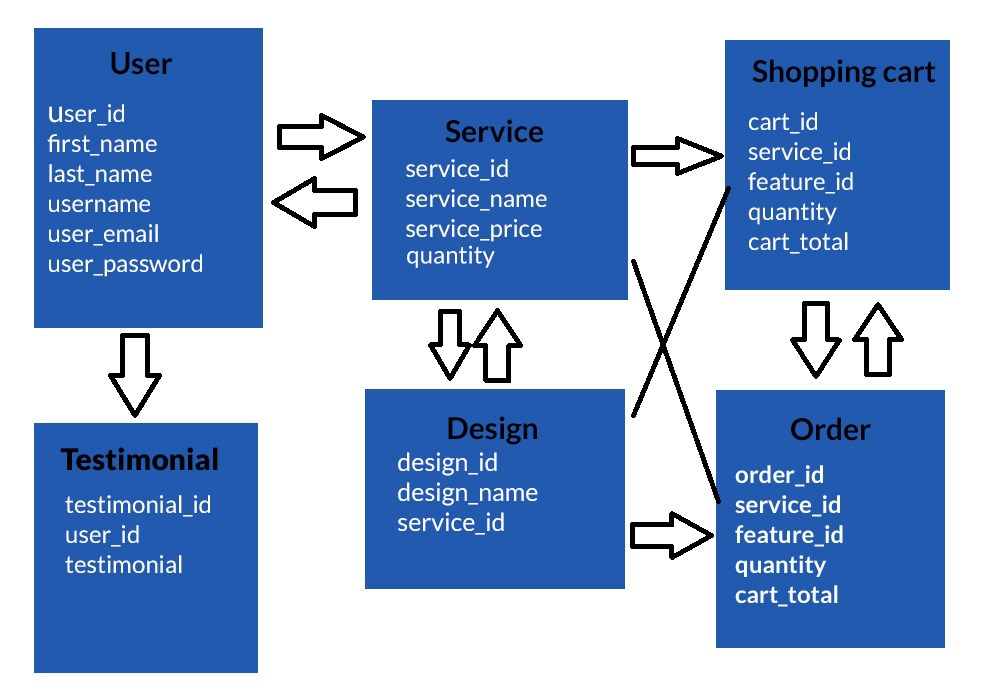 User
user_id
first_name
last_name
username
user_email
user_password
Service
service_id
service_name
service_price
quantity
Shopping cart
cart_id
service_id
feature_id
quantity
cart_total
Testimonial
testimonial_id
user_id
testimonial
Design
design_id
design_name
service_id
Order
order_id
service_id
feature_id
quantity
cart_total